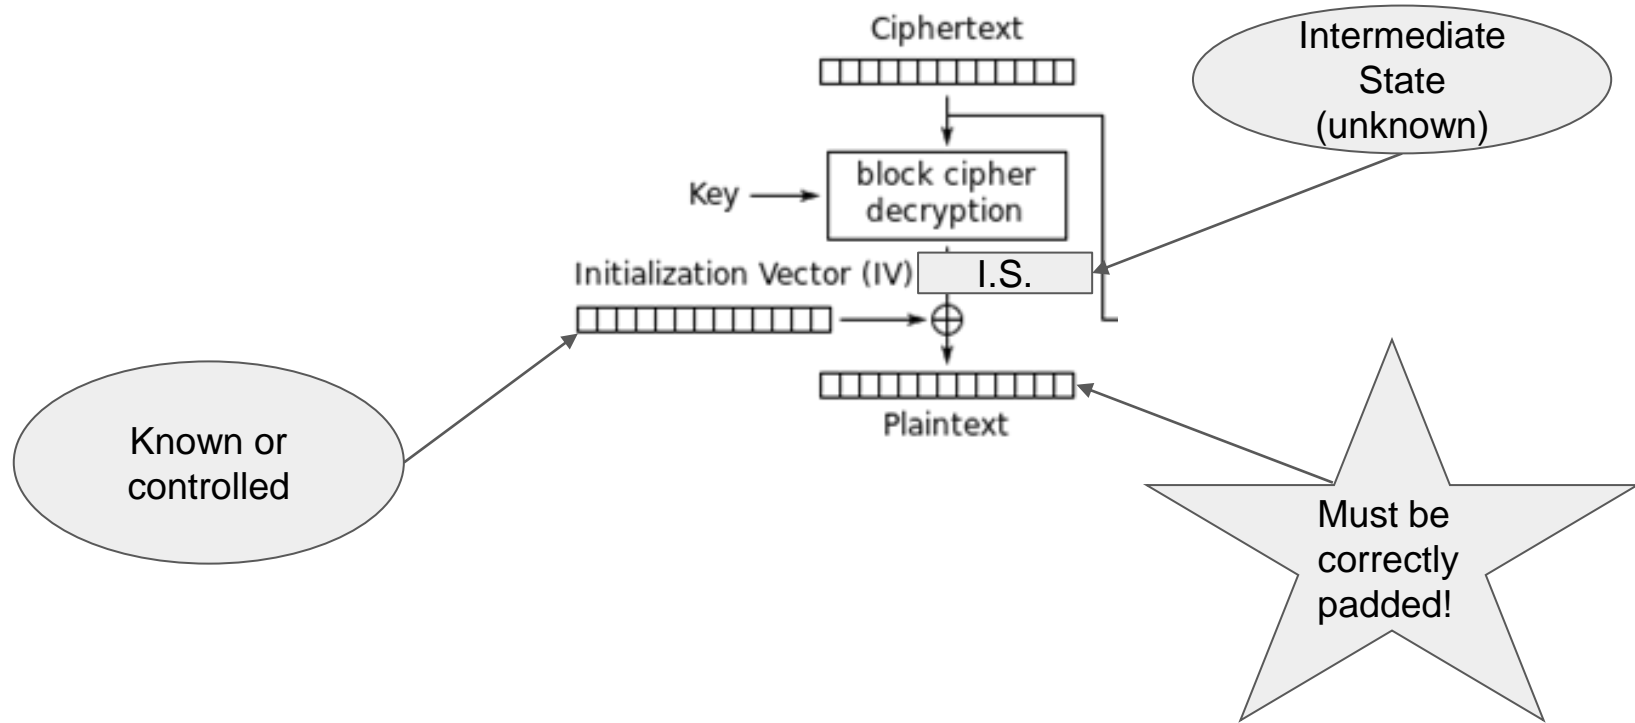 Ciphertext
Intermediate
State
(unknown)
block cipher
decryption
Key
Initialization Vector (IV)
I.S.
Plaintext
Known or
controlled
Must be
correctly
padded!